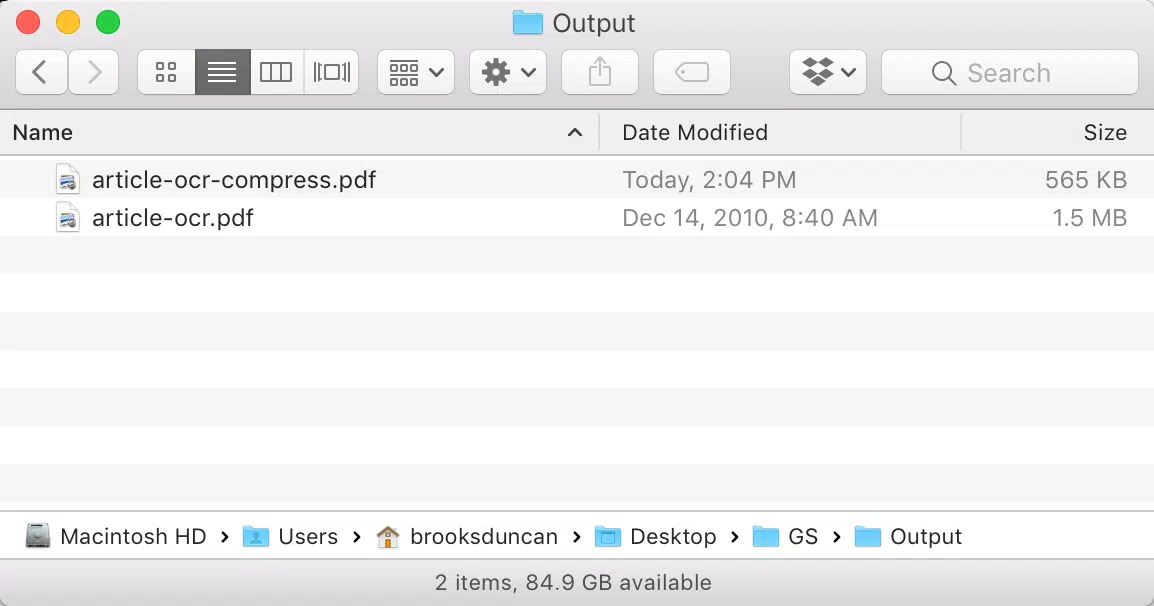 Output
Search
Name Date Modified Size
article-ocr-compress.pdf Today, 2:04 PM 565 KB
article-ocr.pdf Dec 14, 2010, 8:40 AM 1.5 MB
Macintosh HD › Users › brooksduncan › Desktop › GS › Output
2 items, 84.9 GB available